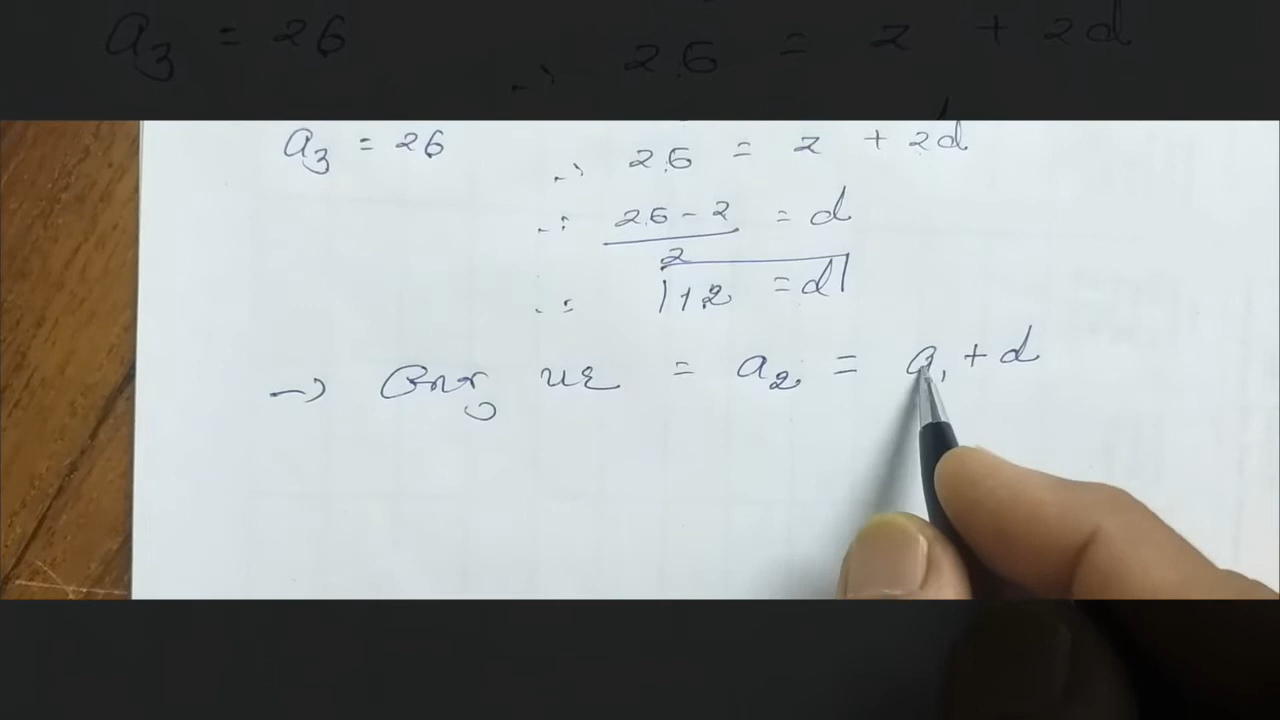 a₃ = 26
∴ 26 = 2 + 2d
∴ 26 - 2 / 2 = d
∴ 12 = d
→ = a₂ = a₁ + d